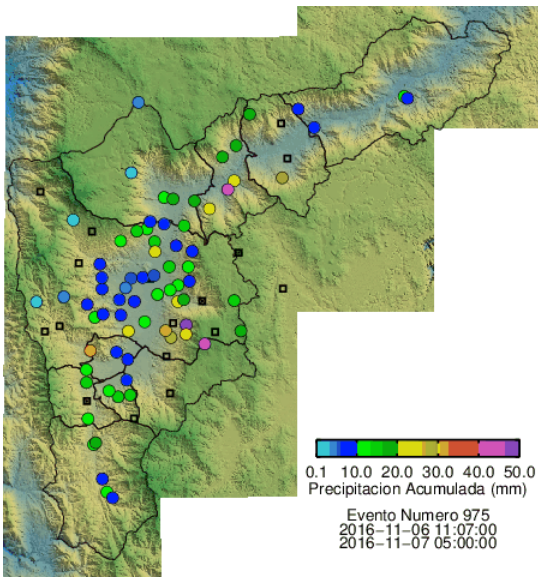 0.1 10.0 20.0 30.0 40.0 50.0
Precipitacion Acumulada (mm)
Evento Numero 975
2016-11-06 11:07:00
2016-11-07 05:00:00